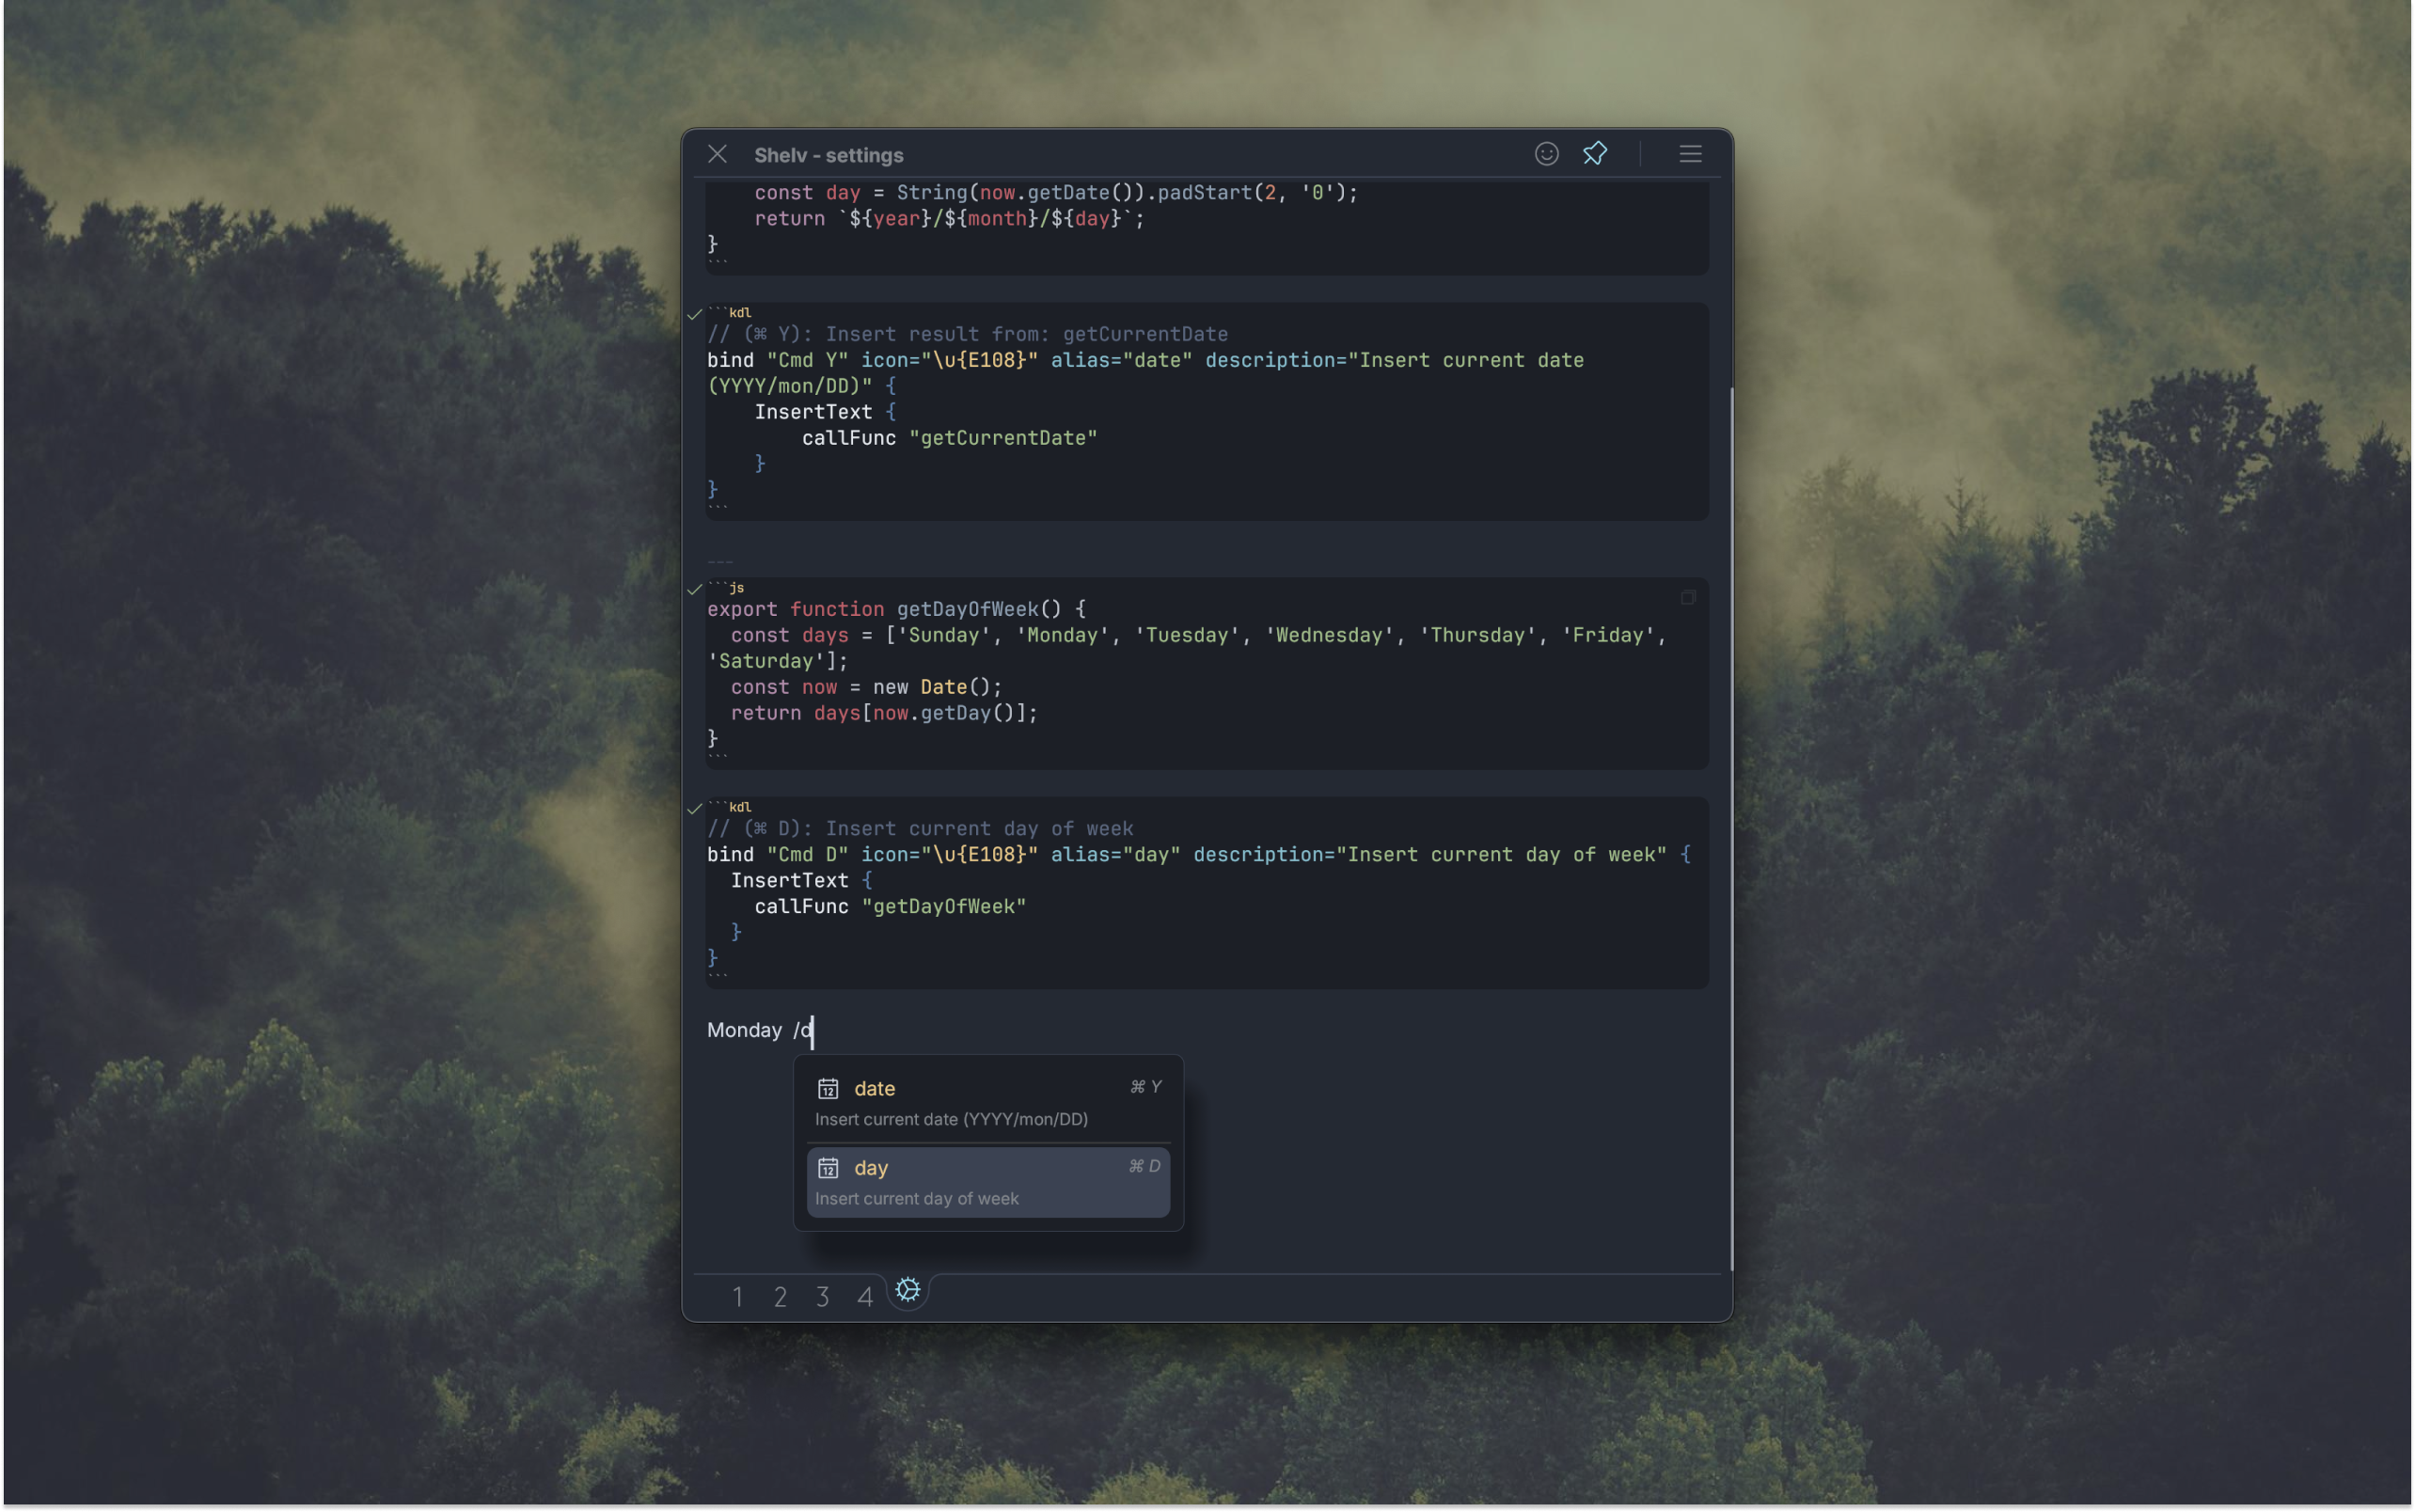 Shelv - settings
    const day = String(now.getDate()).padStart(2, '0');
    return `${year}/${month}/${day}`;
}
```
```kdl
// (⌘ Y): Insert result from: getCurrentDate
bind "Cmd Y" icon="\u{E108}" alias="date" description="Insert current date
(YYYY/mon/DD)" {
    InsertText {
        callFunc "getCurrentDate"
    }
}
```
---
```js
export function getDayOfWeek() {
  const days = ['Sunday', 'Monday', 'Tuesday', 'Wednesday', 'Thursday', 'Friday',
'Saturday'];
  const now = new Date();
  return days[now.getDay()];
}
```
```kdl
// (⌘ D): Insert current day of week
bind "Cmd D" icon="\u{E108}" alias="day" description="Insert current day of week" {
  InsertText {
    callFunc "getDayOfWeek"
  }
}
```
Monday /d
12 date ⌘ Y
Insert current date (YYYY/mon/DD)
12 day ⌘ D
Insert current day of week
1 2 3 4